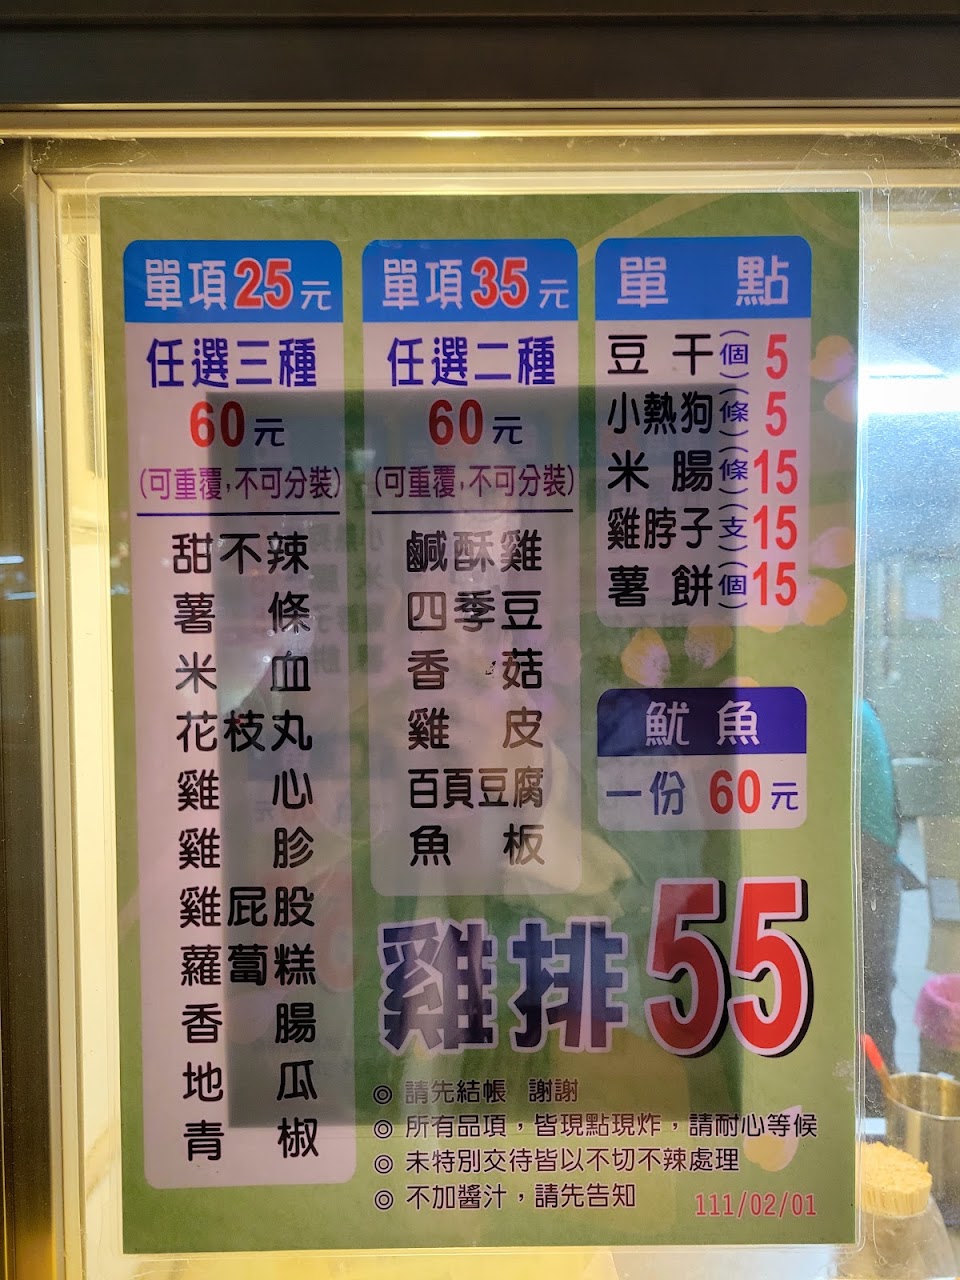 單項25元
任選三種
60元
(可重覆,不可分裝)
甜不辣
薯條
米血
花枝丸
雞心
雞胗
雞屁股
蘿蔔糕
香腸
地瓜
青椒
單項35元
任選二種
60元
(可重覆,不可分裝)
鹹酥雞
四季豆
香菇
雞皮
百頁豆腐
魚板
單點
豆干(個)5
小熱狗(條)5
米腸(條)15
雞脖子(支)15
薯餅(個)15
魷魚
一份60元
雞排55
◎ 請先結帳 謝謝
◎ 所有品項，皆現點現炸，請耐心等候
◎ 未特別交待皆以不切不辣處理
◎ 不加醬汁，請先告知
111/02/01